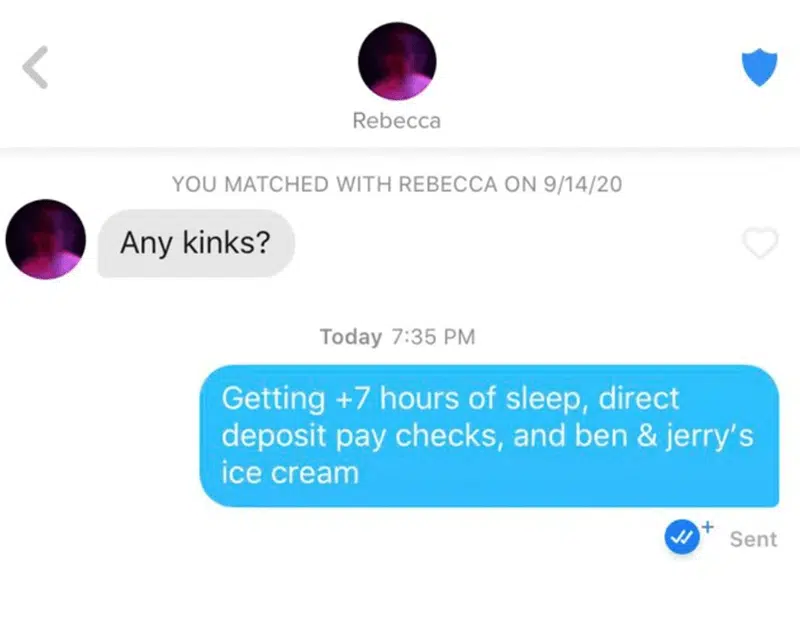 Rebecca
YOU MATCHED WITH REBECCA ON 9/14/20
Any kinks?
Today 7:35 PM
Getting +7 hours of sleep, direct
deposit pay checks, and ben & jerry's
ice cream
Sent